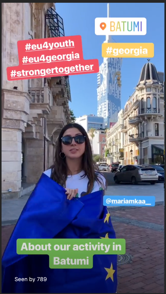 BATUMI
#eu4youth
#georgia
#eu4georgia
#strongertogether
@mariamkaa_
About our activity in
Batumi
Seen by 789